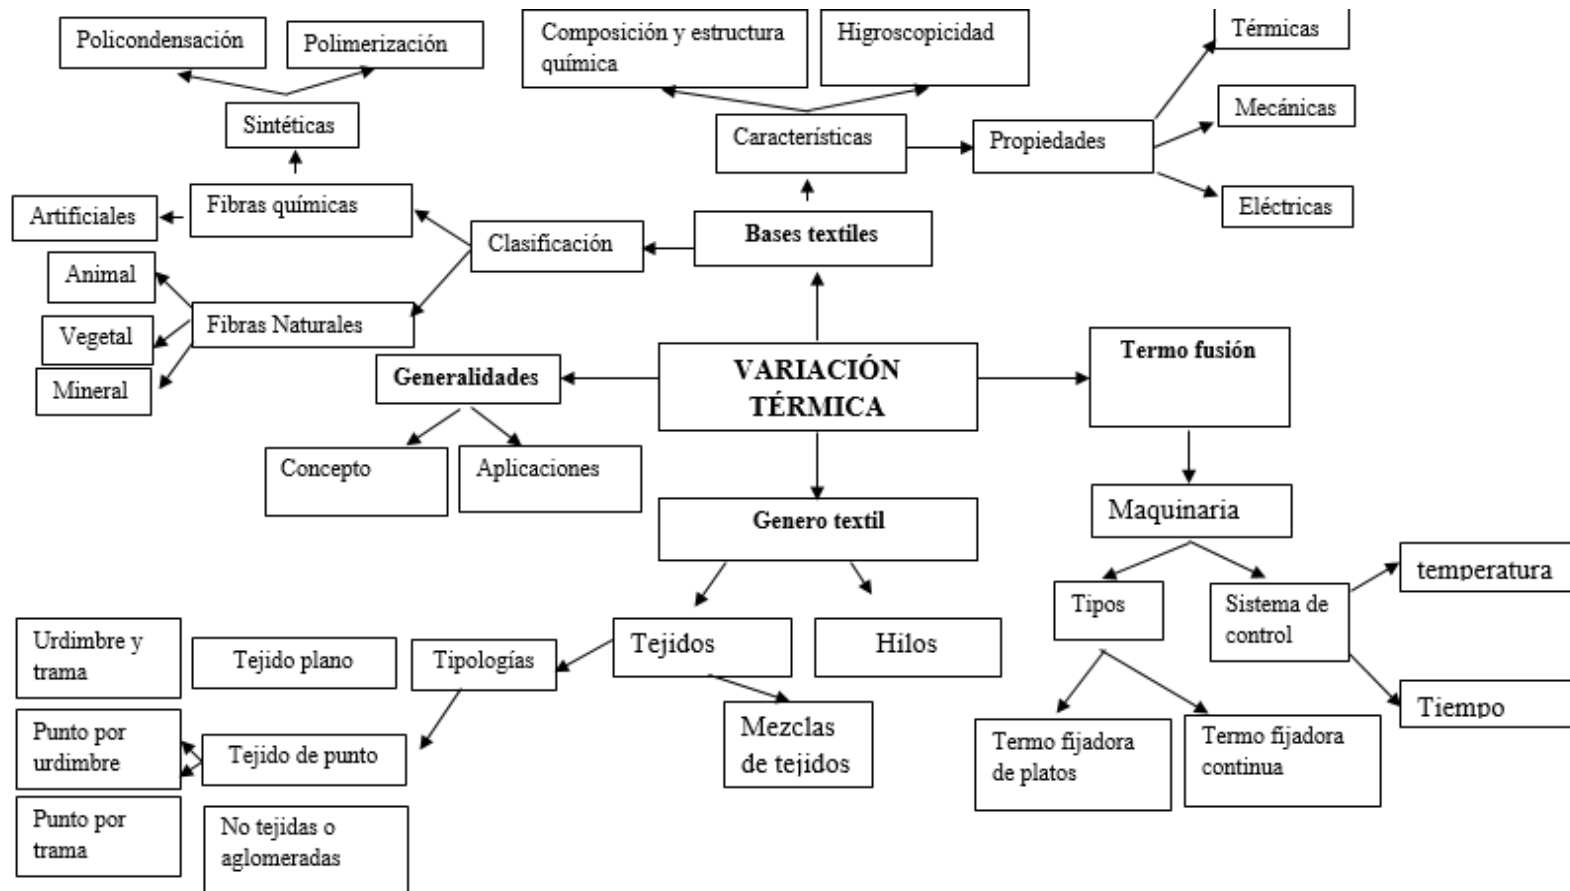 Policondensación
Polimerización
Composición y estructura
química
Higroscopicidad
Térmicas
Sintéticas
Características
Propiedades
Mecánicas
Artificiales
Fibras químicas
Clasificación
Bases textiles
Eléctricas
Animal
Vegetal
Mineral
Fibras Naturales
Generalidades
VARIACIÓN
TÉRMICA
Termo fusión
Concepto
Aplicaciones
Genero textil
Maquinaria
Tipos
Sistema de
control
temperatura
Tiempo
Urdimbre y
trama
Tejido plano
Tipologías
Tejidos
Hilos
Punto por
urdimbre
Tejido de punto
Mezclas
de tejidos
Termo fijadora
de platos
Termo fijadora
continua
Punto por
trama
No tejidas o
aglomeradas